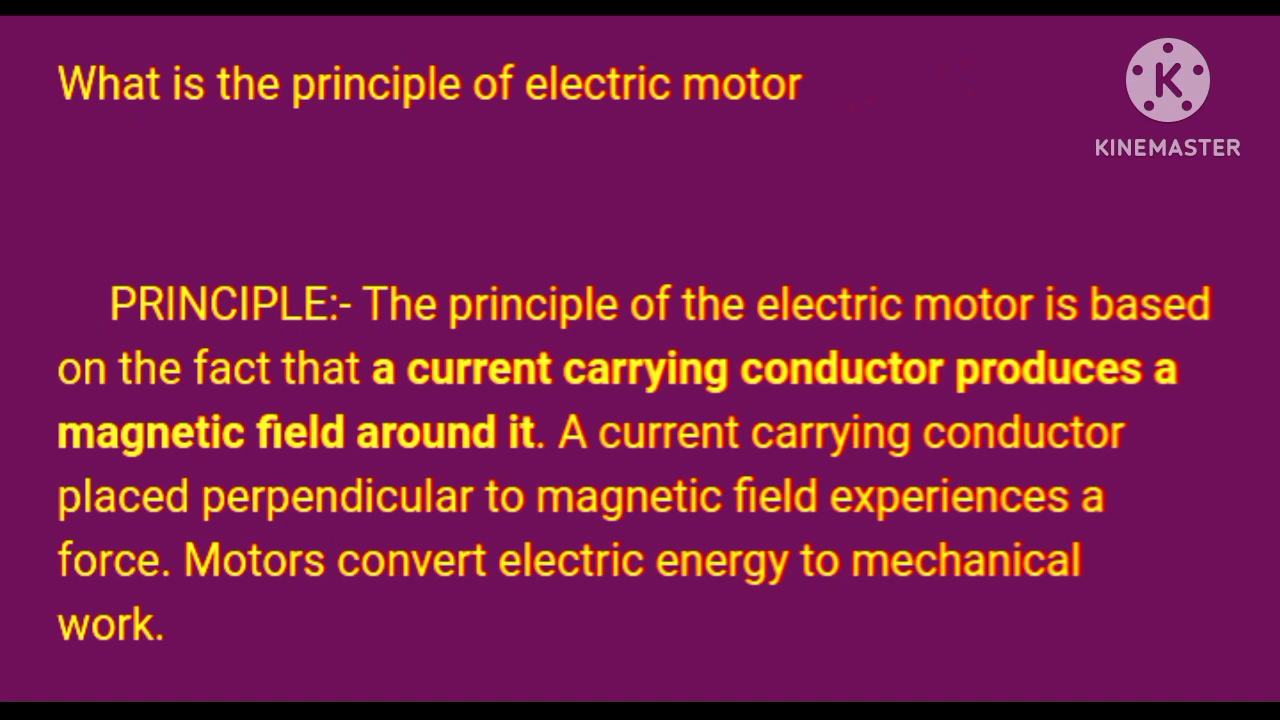 What is the principle of electric motor
K
KINEMASTER
PRINCIPLE:- The principle of the electric motor is based
on the fact that a current carrying conductor produces a
magnetic field around it. A current carrying conductor
placed perpendicular to magnetic field experiences a
force. Motors convert electric energy to mechanical
work.